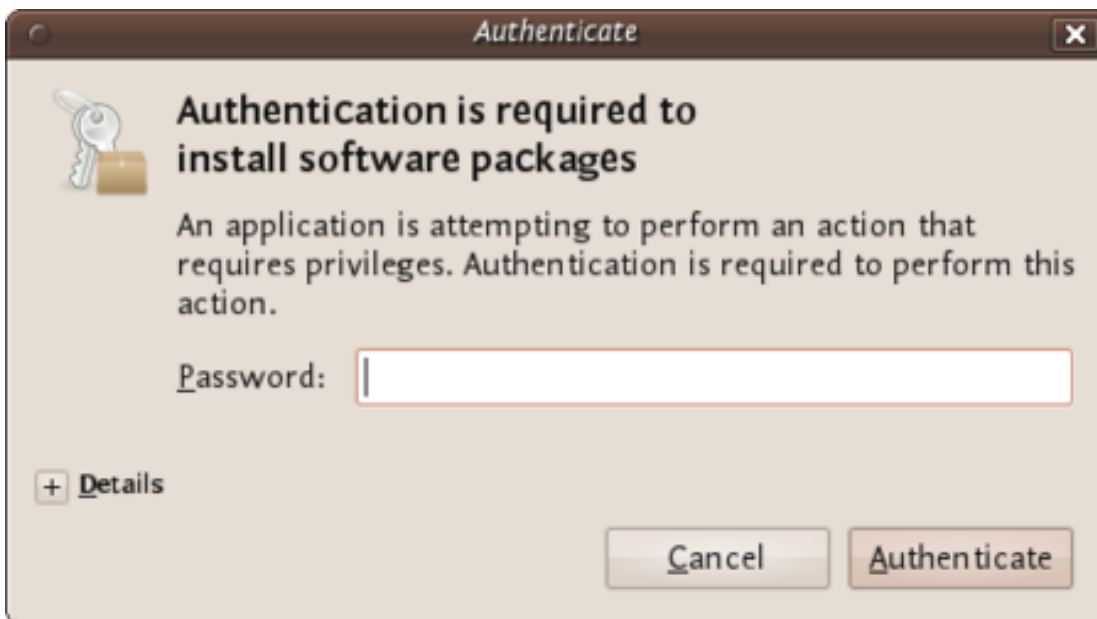 Authenticate
Authentication is required to
install software packages
An application is attempting to perform an action that
requires privileges. Authentication is required to perform this
action.
Password:
+ Details
Cancel Authenticate